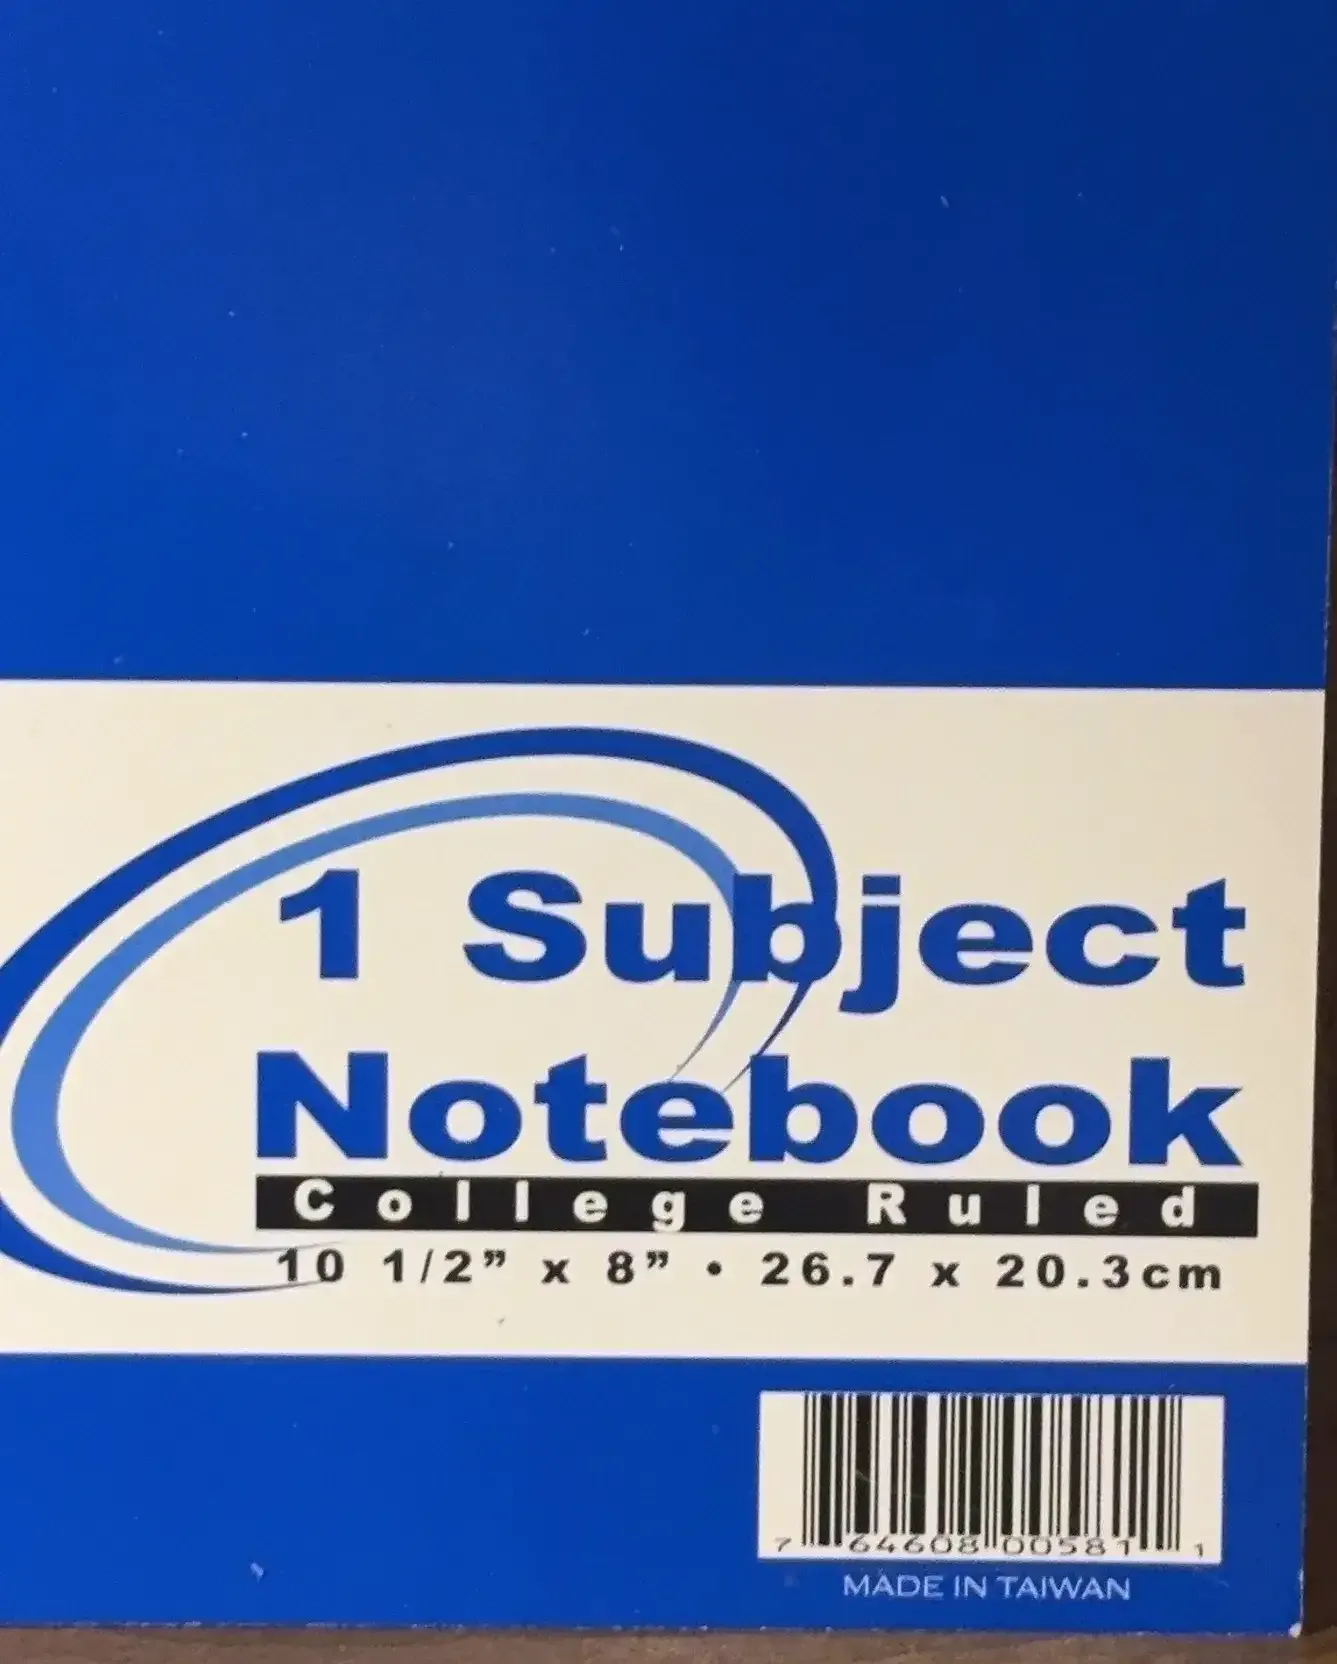 1 Subject
Notebook
College Ruled
10 1/2” x 8” • 26.7 x 20.3cm
7 64608 00581 1
MADE IN TAIWAN